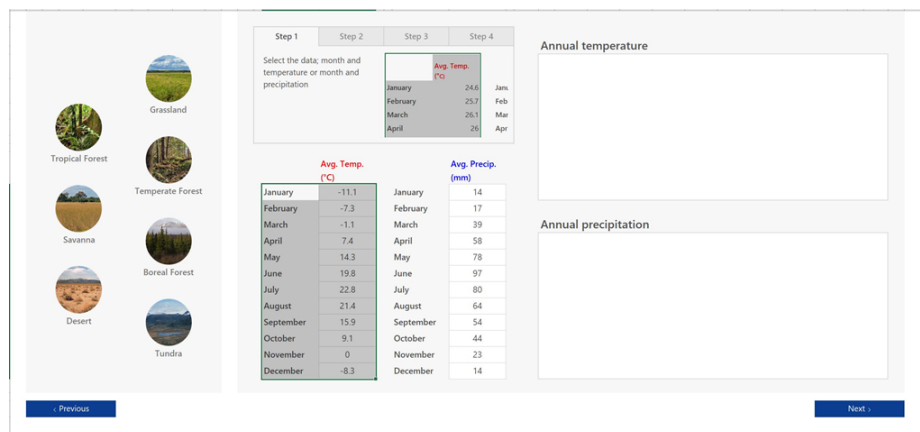 Grassland
Tropical Forest
Temperate Forest
Savanna
Boreal Forest
Desert
Tundra
Step 1 Step 2 Step 3 Step 4
Select the data; month and
temperature or month and
precipitation
Avg. Temp.
(°C)
January 24.6
February 25.7 Feb
March 26.1 Mar
April 26 Apr
Avg. Temp. Avg. Precip.
(°C) (mm)
January -11.1 January 14
February -7.3 February 17
March -1.1 March 39
April 7.4 April 58
May 14.3 May 78
June 19.8 June 97
July 22.8 July 80
August 21.4 August 64
September 15.9 September 54
October 9.1 October 44
November 0 November 23
December -8.3 December 14
Annual temperature
Annual precipitation
‹ Previous
Next ›